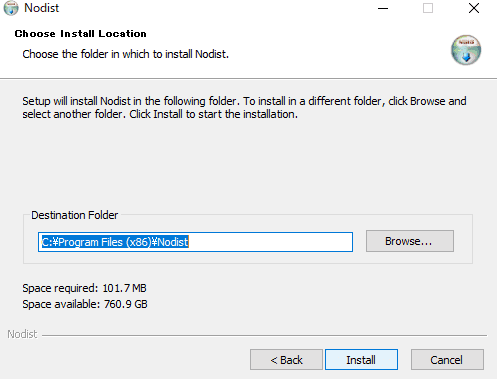 Nodist
Choose Install Location
Choose the folder in which to install Nodist.
Setup will install Nodist in the following folder. To install in a different folder, click Browse and
select another folder. Click Install to start the installation.
Destination Folder
C:¥Program Files (x86)¥Nodist
Browse...
Space required: 101.7 MB
Space available: 760.9 GB
Nodist
< Back
Install
Cancel